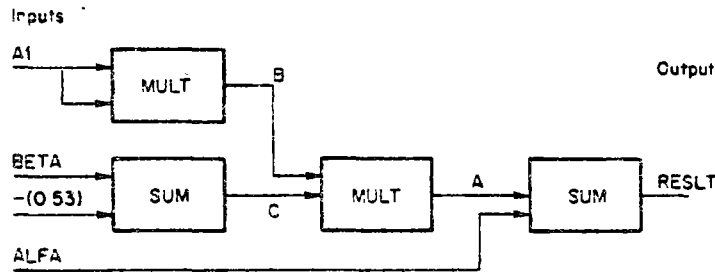 Inputs
A1
MULT
B
Output
BETA
-(0.53)
SUM
C
MULT
A
SUM
RESLT
ALFA